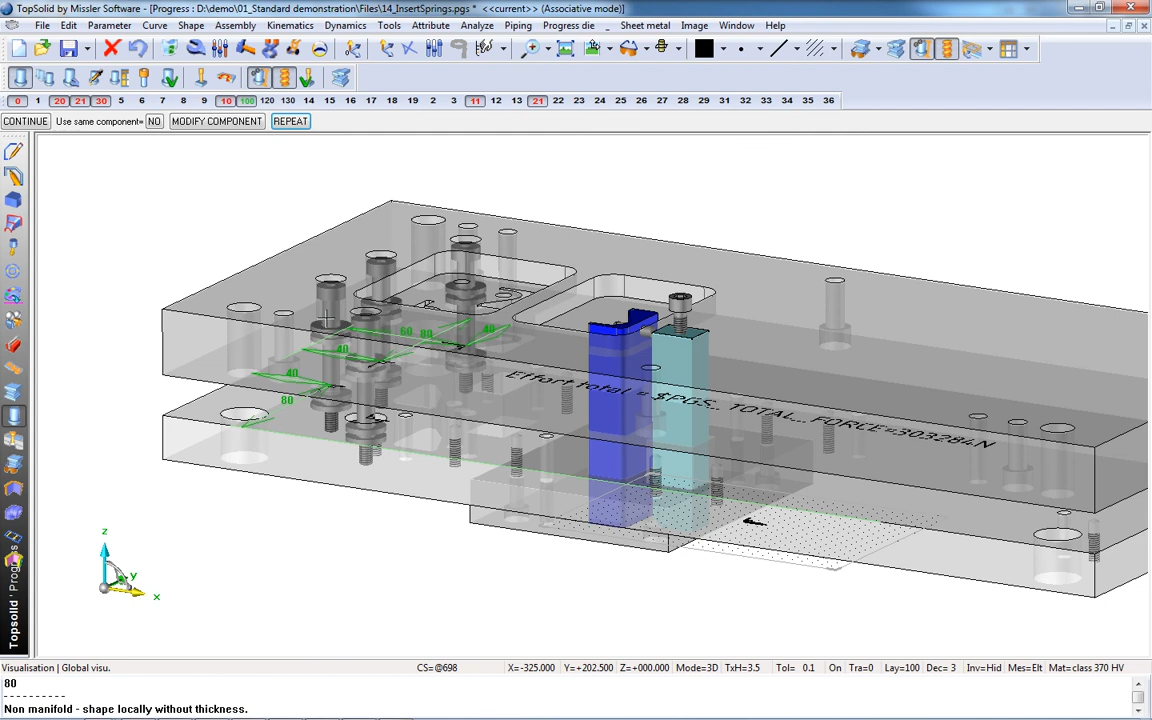 TopSolid by Missler Software - [Progress : D:\demo\01_Standard demonstration\Files\14_InsertSprings.pgs *  <<current>> (Associative mode)]
File Edit Parameter Curve Shape Assembly Kinematics Dynamics Tools Attribute Analyze Piping Progress die _ Sheet metal Image Window Help
0 1 20 21 30 5 6 7 8 9 10 100 120 130 14 15 16 17 18 19 2 3 11 12 13 21 22 23 24 25 26 27 28 29 30 31 32 33 34 35 36
CONTINUE Use same component= NO MODIFY COMPONENT REPEAT
60 80 40
40
40
80
Effort total = $PGS_TOTAL_FORCE=303284N
z
y
x
Topsolid'Progress
Visualisation | Global visu. CS=@698 X=-325.000 Y=+202.500 Z=+000.000 Mode=3D TxH=3.5 Tol= 0.1 On Tra=0 Lay=100 Dec= 3 Inv=Hid Mes=Elt Mat=class 370 HV
80
----------
Non manifold - shape locally without thickness.